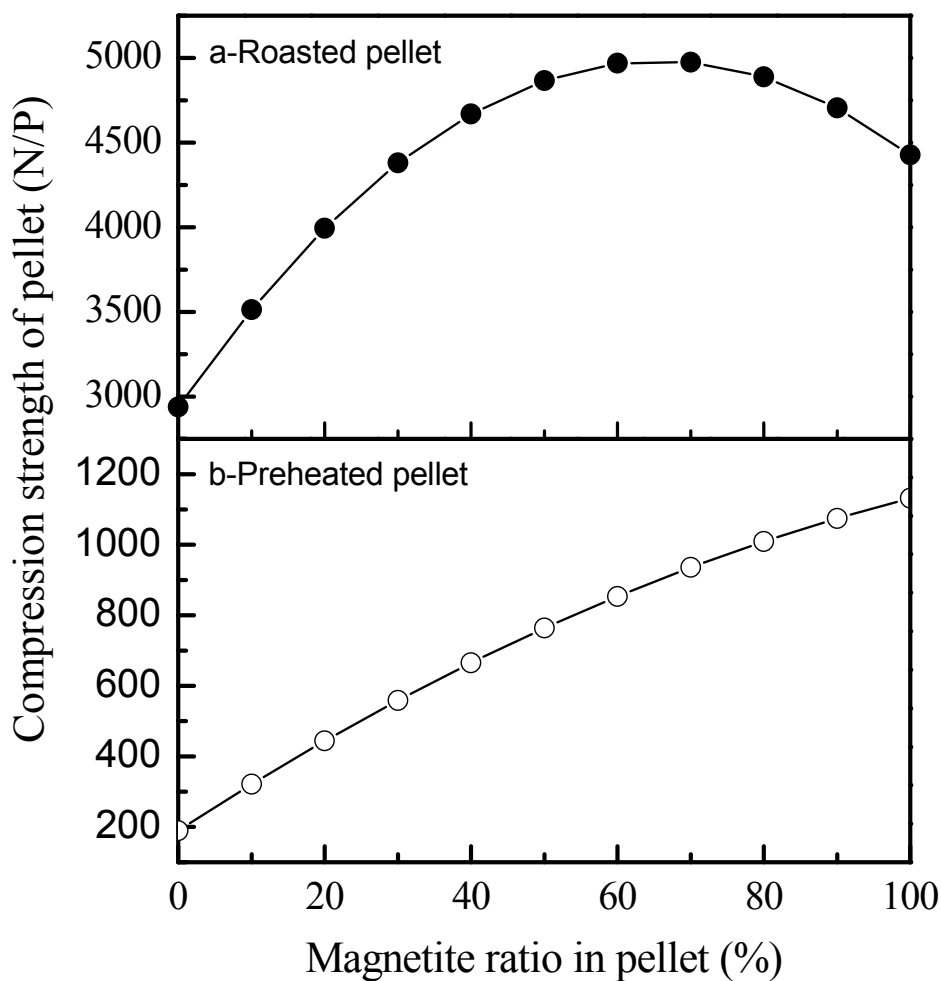 Compression strength of pellet (N/P)
a-Roasted pellet
5000
4500
4000
3500
3000
b-Preheated pellet
1200
1000
800
600
400
200
0 20 40 60 80 100
Magnetite ratio in pellet (%)